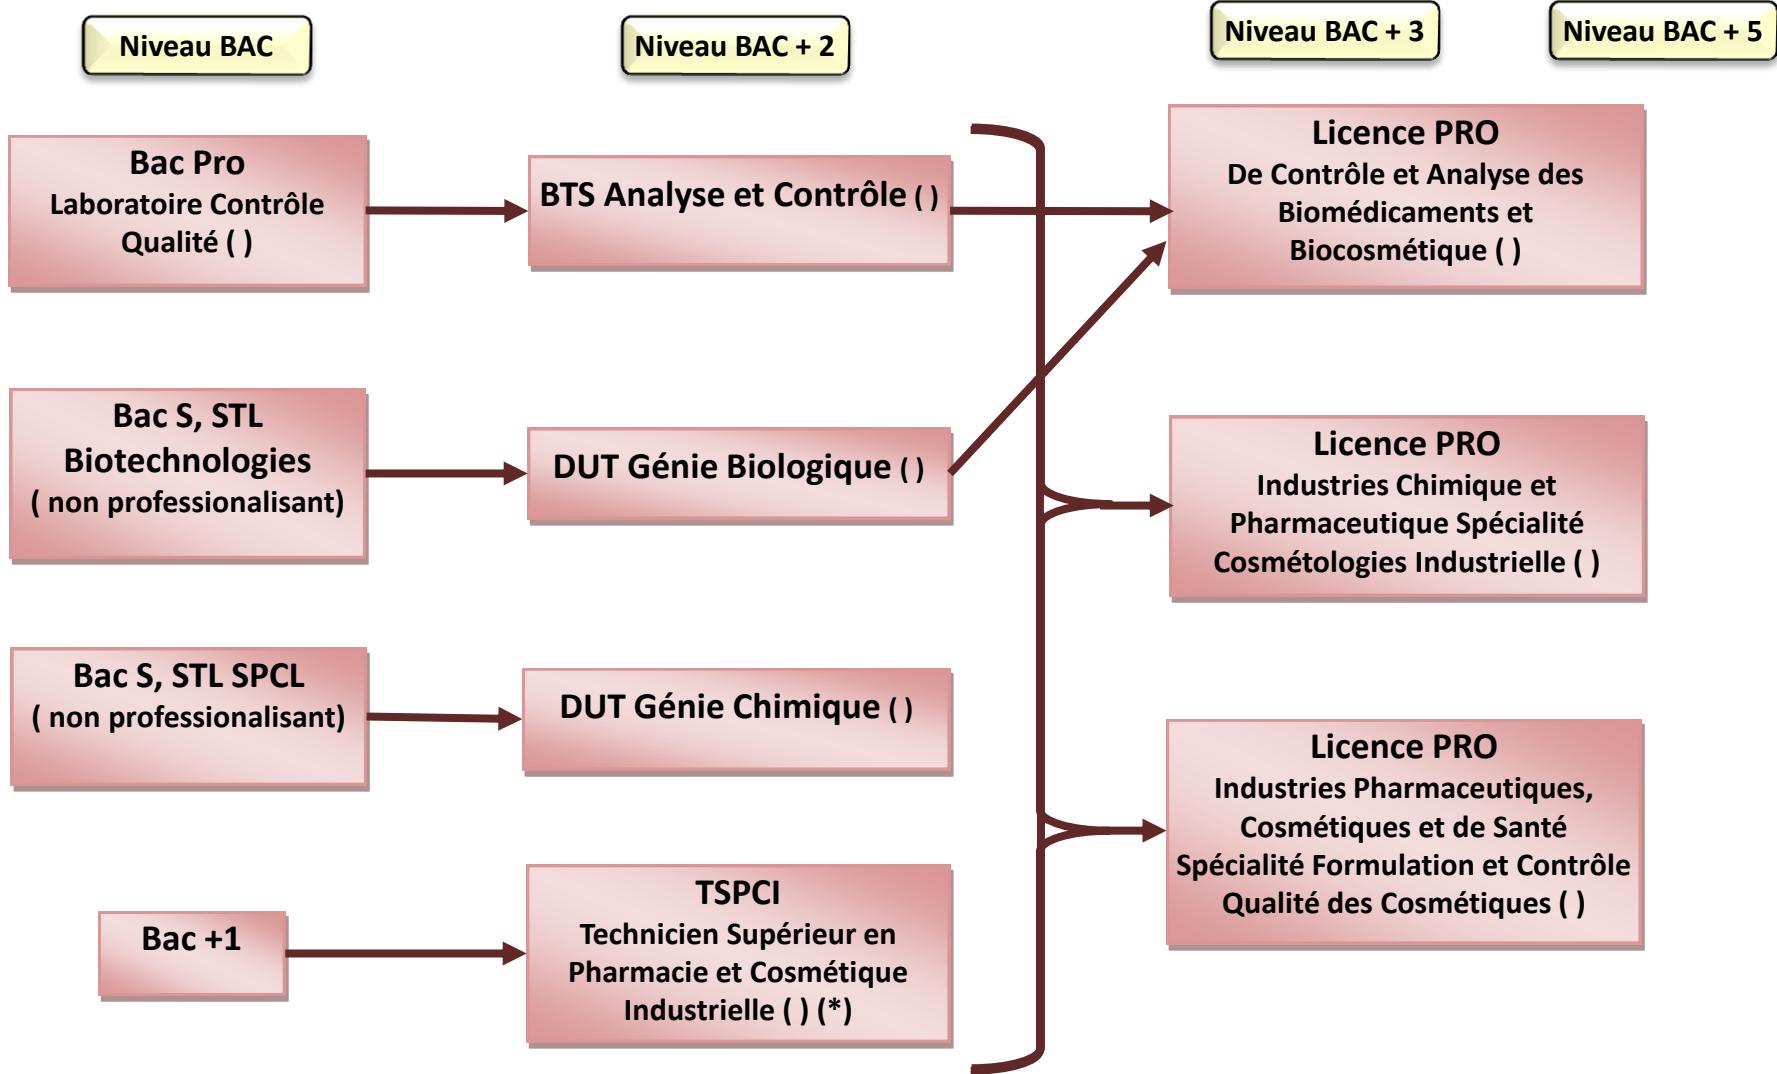 Niveau BAC
Niveau BAC + 2
Niveau BAC + 3
Niveau BAC + 5
Bac Pro
Laboratoire Contrôle
Qualité ( )
BTS Analyse et Contrôle ( )
Licence PRO
De Contrôle et Analyse des
Biomédicaments et
Biocosmétique ( )
Bac S, STL
Biotechnologies
( non professionalisant)
DUT Génie Biologique ( )
Licence PRO
Industries Chimique et
Pharmaceutique Spécialité
Cosmétologies Industrielle ( )
Bac S, STL SPCL
( non professionalisant)
DUT Génie Chimique ( )
Licence PRO
Industries Pharmaceutiques,
Cosmétiques et de Santé
Spécialité Formulation et Contrôle
Qualité des Cosmétiques ( )
Bac +1
TSPCI
Technicien Supérieur en
Pharmacie et Cosmétique
Industrielle ( ) (*)